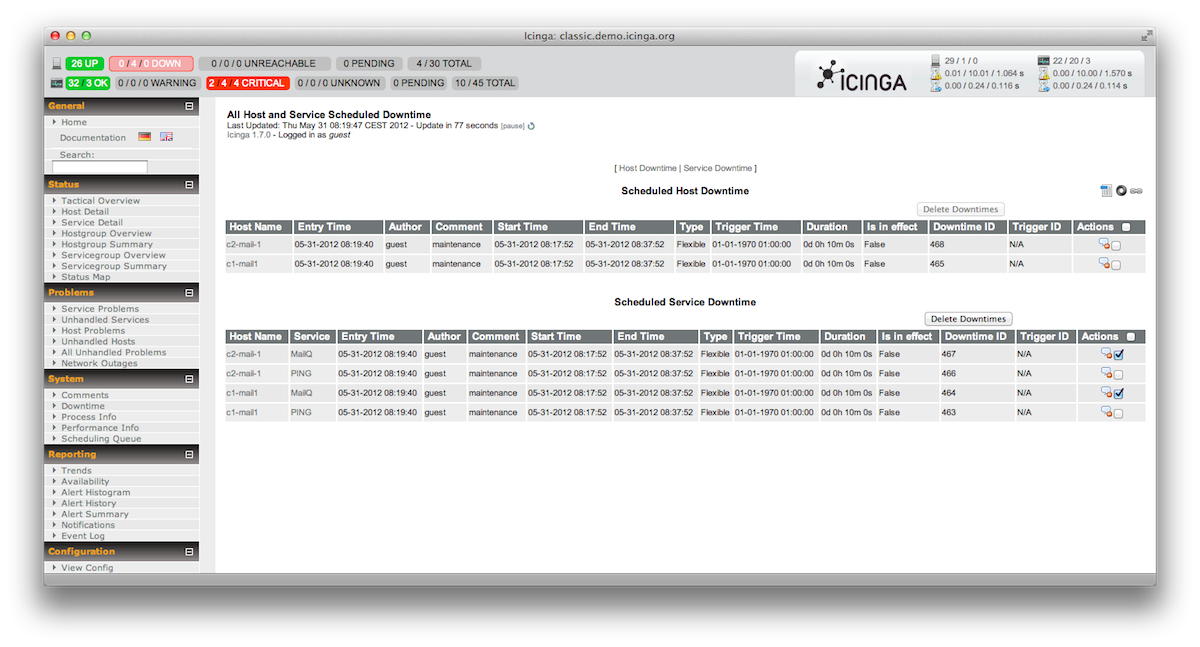 Icinga: classic.demo.icinga.org
26 UP 0 / 4 / 0 DOWN 0 / 0 / 0 UNREACHABLE 0 PENDING 4 / 30 TOTAL
32 / 3 OK 0 / 0 / 0 WARNING 2 / 4 / 4 CRITICAL 0 / 0 / 0 UNKNOWN 0 PENDING 10 / 45 TOTAL
ICINGA
29 / 1 / 0 22 / 20 / 3
0.01 / 10.01 / 1.064 s 0.00 / 10.00 / 1.570 s
0.00 / 0.24 / 0.116 s 0.00 / 0.24 / 0.114 s
General
Home
Documentation
Search:
Status
Tactical Overview
Host Detail
Service Detail
Hostgroup Overview
Hostgroup Summary
Servicegroup Overview
Servicegroup Summary
Status Map
Problems
Service Problems
Unhandled Services
Host Problems
Unhandled Hosts
All Unhandled Problems
Network Outages
System
Comments
Downtime
Process Info
Performance Info
Scheduling Queue
Reporting
Trends
Availability
Alert Histogram
Alert History
Alert Summary
Notifications
Event Log
Configuration
View Config
All Host and Service Scheduled Downtime
Last Updated: Thu May 31 08:19:47 CEST 2012 - Update in 77 seconds [pause]
Icinga 1.7.0 - Logged in as guest
[ Host Downtime | Service Downtime ]
Scheduled Host Downtime
Delete Downtimes
Host Name Entry Time Author Comment Start Time End Time Type Trigger Time Duration Is in effect Downtime ID Trigger ID Actions
c2-mail-1 05-31-2012 08:19:40 guest maintenance 05-31-2012 08:17:52 05-31-2012 08:37:52 Flexible 01-01-1970 01:00:00 0d 0h 10m 0s False 468 N/A
c1-mail1 05-31-2012 08:19:40 guest maintenance 05-31-2012 08:17:52 05-31-2012 08:37:52 Flexible 01-01-1970 01:00:00 0d 0h 10m 0s False 465 N/A
Scheduled Service Downtime
Delete Downtimes
Host Name Service Entry Time Author Comment Start Time End Time Type Trigger Time Duration Is in effect Downtime ID Trigger ID Actions
c2-mail-1 MailQ 05-31-2012 08:19:40 guest maintenance 05-31-2012 08:17:52 05-31-2012 08:37:52 Flexible 01-01-1970 01:00:00 0d 0h 10m 0s False 467 N/A
c2-mail-1 PING 05-31-2012 08:19:40 guest maintenance 05-31-2012 08:17:52 05-31-2012 08:37:52 Flexible 01-01-1970 01:00:00 0d 0h 10m 0s False 466 N/A
c1-mail1 MailQ 05-31-2012 08:19:40 guest maintenance 05-31-2012 08:17:52 05-31-2012 08:37:52 Flexible 01-01-1970 01:00:00 0d 0h 10m 0s False 464 N/A
c1-mail1 PING 05-31-2012 08:19:40 guest maintenance 05-31-2012 08:17:52 05-31-2012 08:37:52 Flexible 01-01-1970 01:00:00 0d 0h 10m 0s False 463 N/A